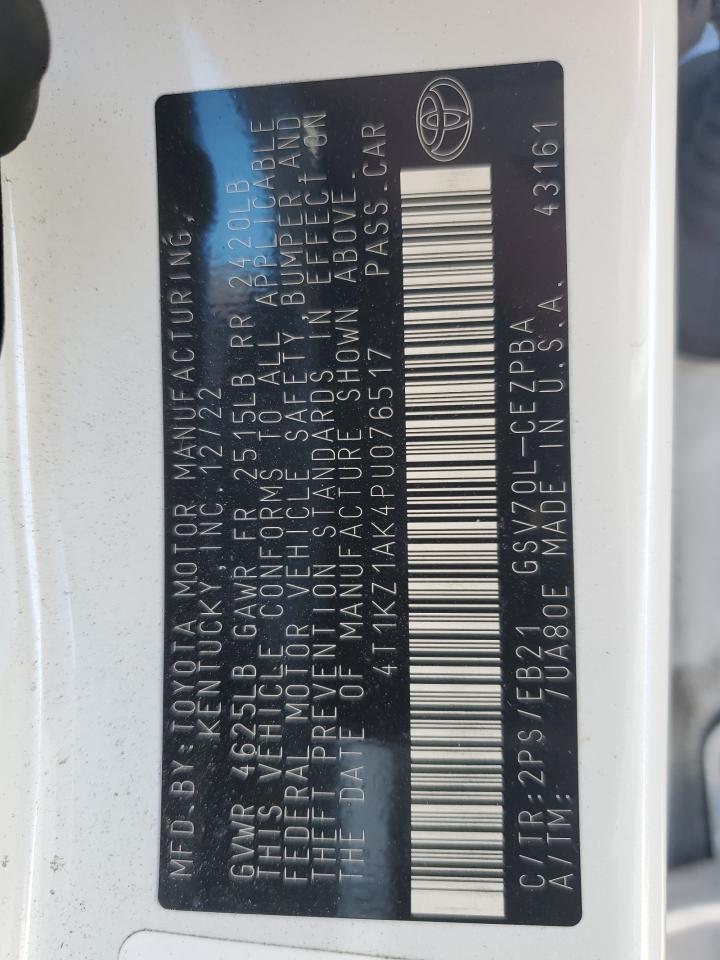 MFD.BY:TOYOTA MOTOR MANUFACTURING,
KENTUCKY,INC. 12/22
GVWR 4625LB GAWR FR 2515LB RR 2420LB
THIS VEHICLE CONFORMS TO ALL APPLICABLE
FEDERAL MOTOR VEHICLE SAFETY,BUMPER AND
THEFT PREVENTION STANDARDS IN EFFECT ON
THE DATE OF MANUFACTURE SHOWN ABOVE.
4T1KZ1AK4PU076517 PASS.CAR
C/TR:2PS/EB21 GSV70L-CEZPBA 43161
A/TM: /UA80E MADE IN U.S.A.